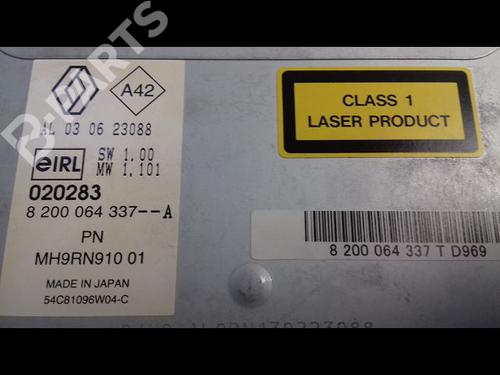 B-Parts
A42
AL 03 06 23088
eIRL
SW 1.00
MW 1.101
020283
8 200 064 337--A
PN
MH9RN910 01
MADE IN JAPAN
54C81096W04-C
CLASS 1
LASER PRODUCT
8 200 064 337 T D969